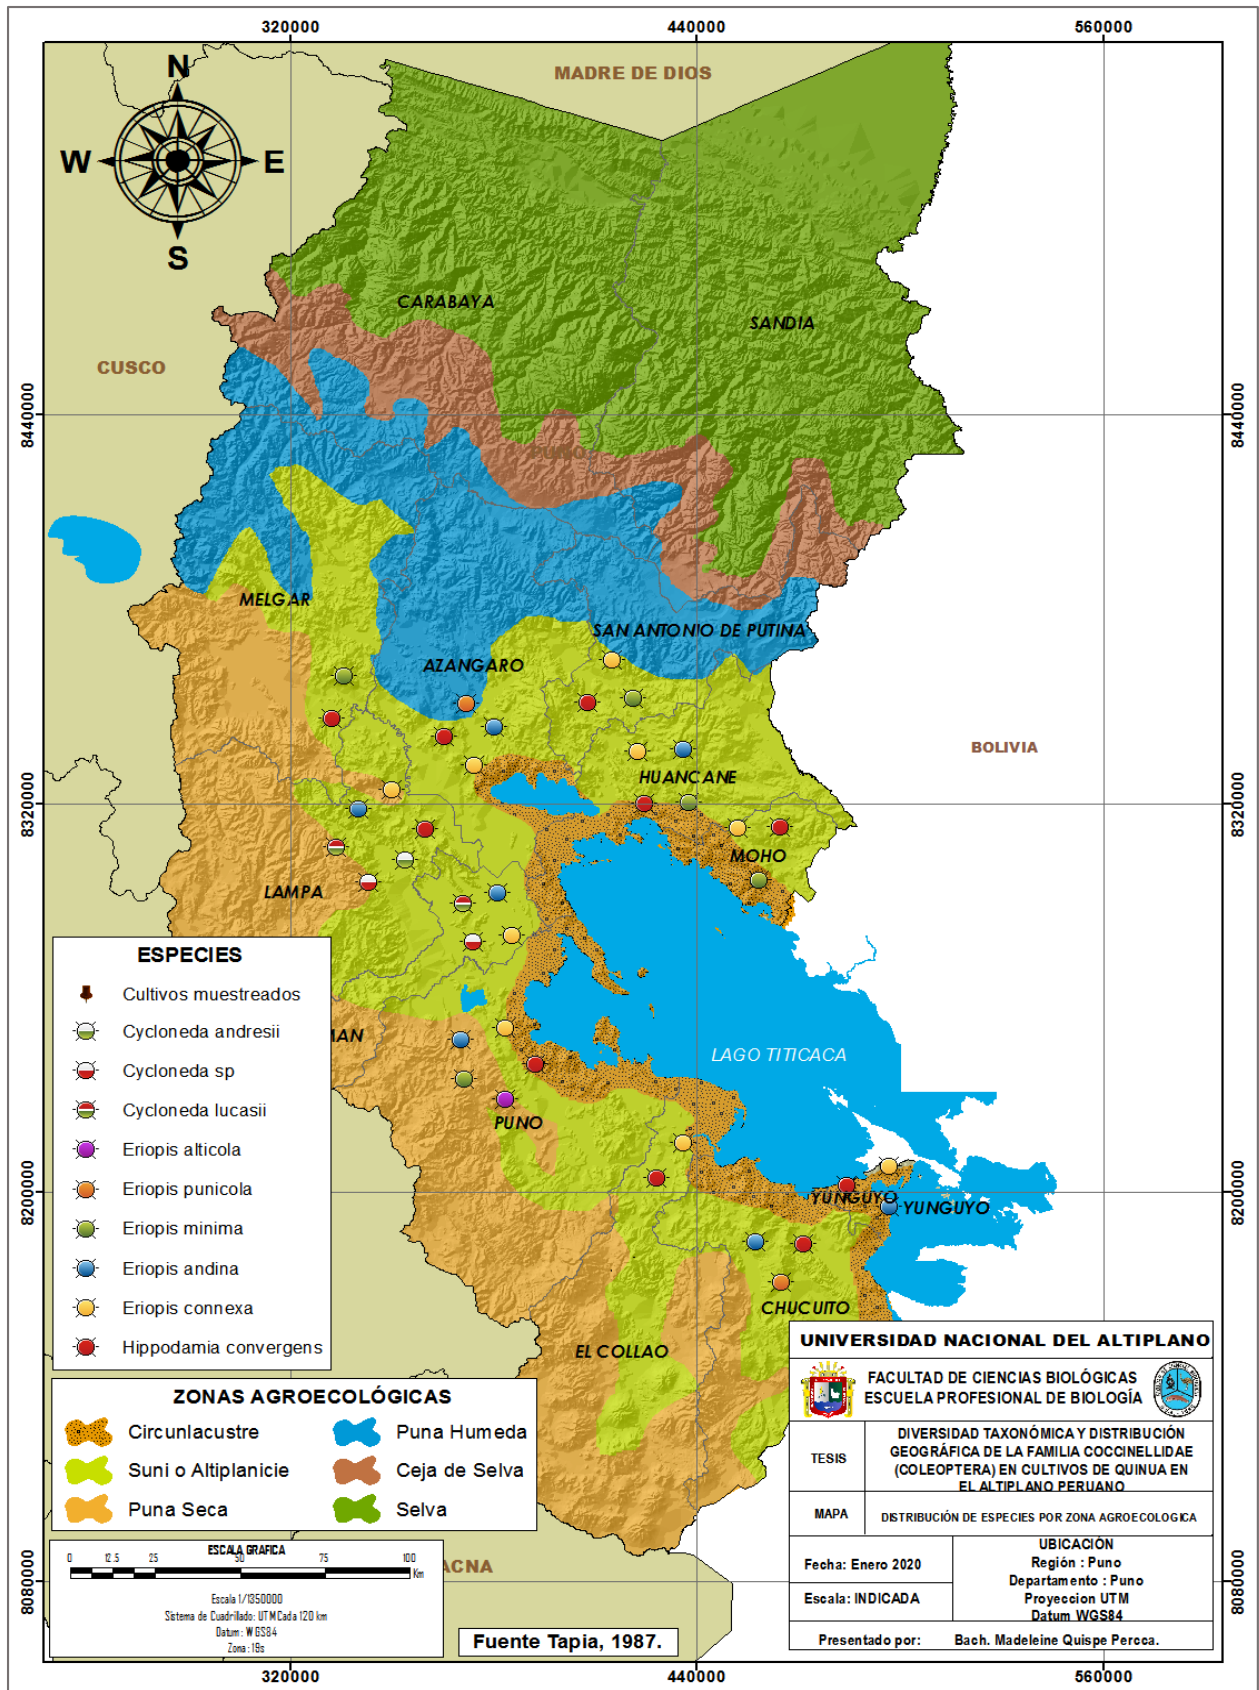 320000
440000
560000
MADRE DE DIOS
N
W
E
S
CARABAYA
SANDIA
CUSCO
8440000
8440000
PUNO
MELGAR
SAN ANTONIO DE PUTINA
AZANGARO
BOLIVIA
HUANCANE
8320000
8320000
MOHO
LAMPA
ESPECIES
Cultivos muestreados
Cycloneda andresii
Cycloneda sp
Cycloneda lucasii
Eriopis alticola
Eriopis punicola
Eriopis minima
Eriopis andina
Eriopis connexa
Hippodamia convergens
MAN
LAGO TITICACA
PUNO
8200000
8200000
YUNGUYO
YUNGUYO
CHUCUITO
EL COLLAO
ZONAS AGROECOLÓGICAS
Circunlacustre
Suni o Altiplanicie
Puna Seca
Puna Humeda
Ceja de Selva
Selva
ESCALA GRAFICA
0 12.5 25 50 75 100
Km
Escala 1/1350000
Sistema de Cuadrillado: UTM Cada 120 km
Datum: WGS84
Zona: 19s
ACNA
Fuente Tapia, 1987.
UNIVERSIDAD NACIONAL DEL ALTIPLANO
FACULTAD DE CIENCIAS BIOLÓGICAS
ESCUELA PROFESIONAL DE BIOLOGÍA
TESIS
DIVERSIDAD TAXONÓMICA Y DISTRIBUCIÓN
GEOGRÁFICA DE LA FAMILIA COCCINELLIDAE
(COLEOPTERA) EN CULTIVOS DE QUINUA EN
EL ALTIPLANO PERUANO
MAPA
DISTRIBUCIÓN DE ESPECIES POR ZONA AGROECOLOGICA
Fecha: Enero 2020
Escala: INDICADA
UBICACIÓN
Región : Puno
Departamento : Puno
Proyeccion UTM
Datum WGS84
Presentado por: Bach. Madeleine Quispe Percca.
8080000
8080000
320000
440000
560000